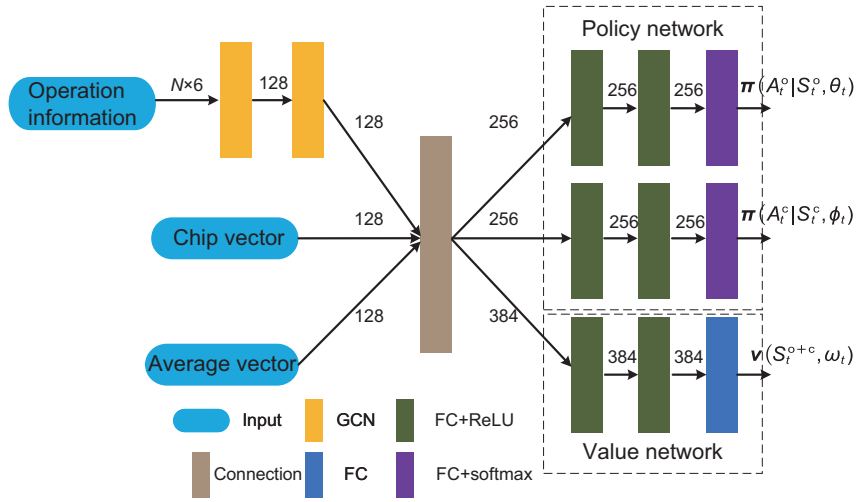 Policy network
Operation
information
N×6
128
128
256
256
256
π(Aₜᵒ|Sₜᵒ,θₜ)
Chip vector
128
256
256
256
π(Aₜᶜ|Sₜᶜ,ϕₜ)
Average vector
128
384
384
384
v(Sₜᵒ⁺ᶜ,ωₜ)
Value network
Input
GCN
FC+ReLU
Connection
FC
FC+softmax